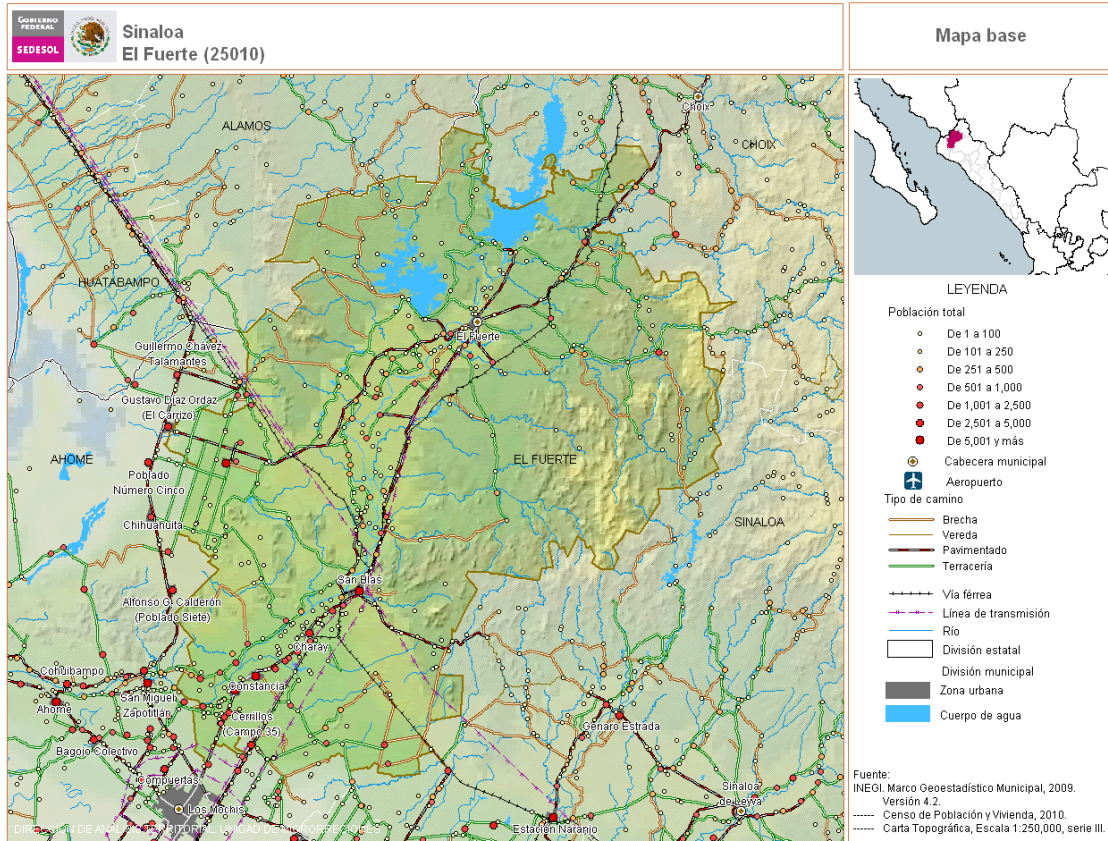 GOBIERNO
FEDERAL
SEDESOL
Sinaloa
El Fuerte (25010)
Mapa base
ALAMOS
Choix
CHOIX
HUATABAMPO
Guillermo Chávez
Talamantes
El Fuerte
Gustavo Díaz Ordaz
(El Carrizo)
AHOME
EL FUERTE
Poblado
Número Cinco
Chihuahuita
SINALOA
San Blas
Alfonso G. Calderón
(Poblado Siete)
Charay
Cohuibampo
Constancia
San Miguel
Zapotitlán
Ahome
Cerrillos
(Campo 35)
Genaro Estrada
Bagojo Colectivo
Compuertas
Los Mochis
Sinaloa
de Leyva
Estación Naranjo
DIRECCIÓN DE ANÁLISIS TERRITORIAL. UNIDAD DE MICRORREGIONES
LEYENDA
Población total
De 1 a 100
De 101 a 250
De 251 a 500
De 501 a 1,000
De 1,001 a 2,500
De 2,501 a 5,000
De 5,001 y más
Cabecera municipal
Aeropuerto
Tipo de camino
Brecha
Vereda
Pavimentado
Terracería
Vía férrea
Línea de transmisión
Río
División estatal
División municipal
Zona urbana
Cuerpo de agua
Fuente:
INEGI. Marco Geoestadístico Municipal, 2009.
Versión 4.2.
Censo de Población y Vivienda, 2010.
Carta Topográfica, Escala 1:250,000, serie III.